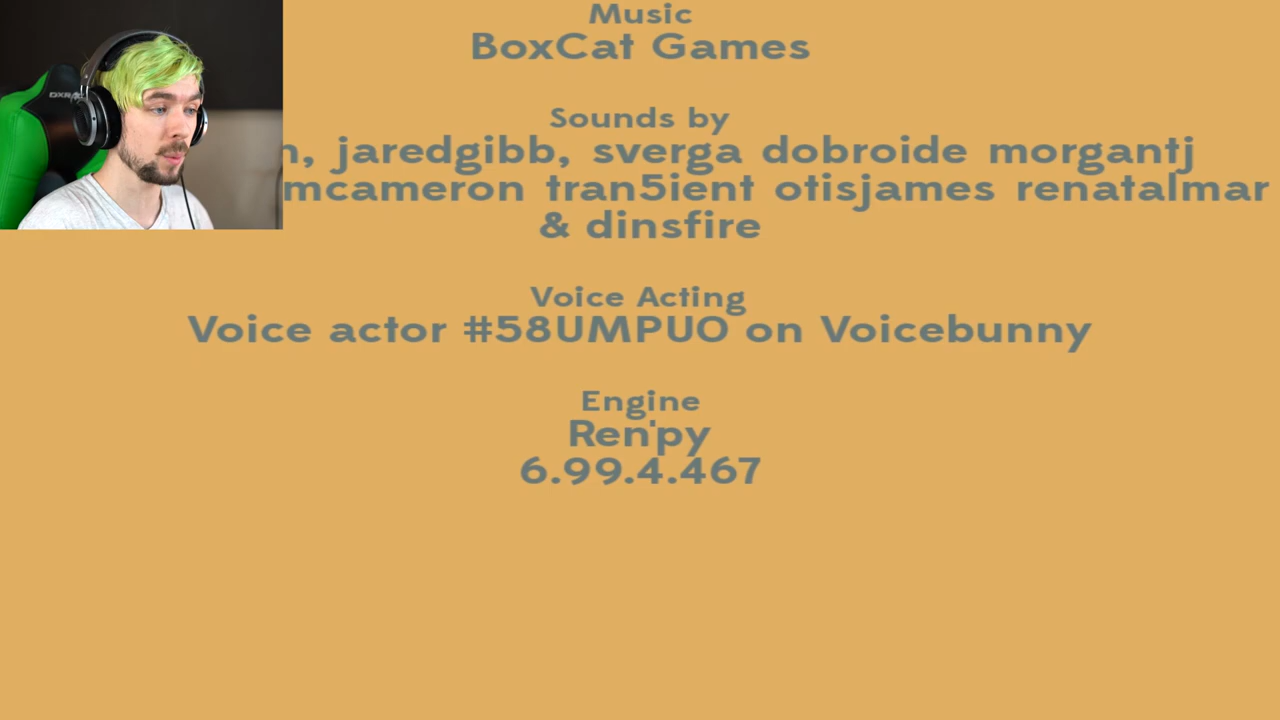 Music
BoxCat Games
Sounds by
jaredgibb, sverga dobroide morgantj
tran5ient otisjames renatalmar
& dinsfire
Voice Acting
Voice actor #58UMPUO on Voicebunny
Engine
Ren'py
6.99.4.467